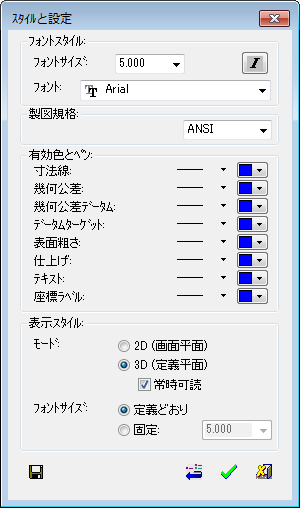 ｽﾀｲﾙと設定
フォントスタイル:
フォントサイズ: 5.000 I
フォント: Arial
製図規格:
ANSI
有効色とペン:
寸法線:
幾何公差:
幾何公差データム:
データムターゲット:
表面粗さ:
仕上げ:
テキスト:
座標ラベル:
表示スタイル:
モード: 2D (画面平面)
3D (定義平面)
常時可読
フォントサイズ: 定義どおり
固定: 5.000